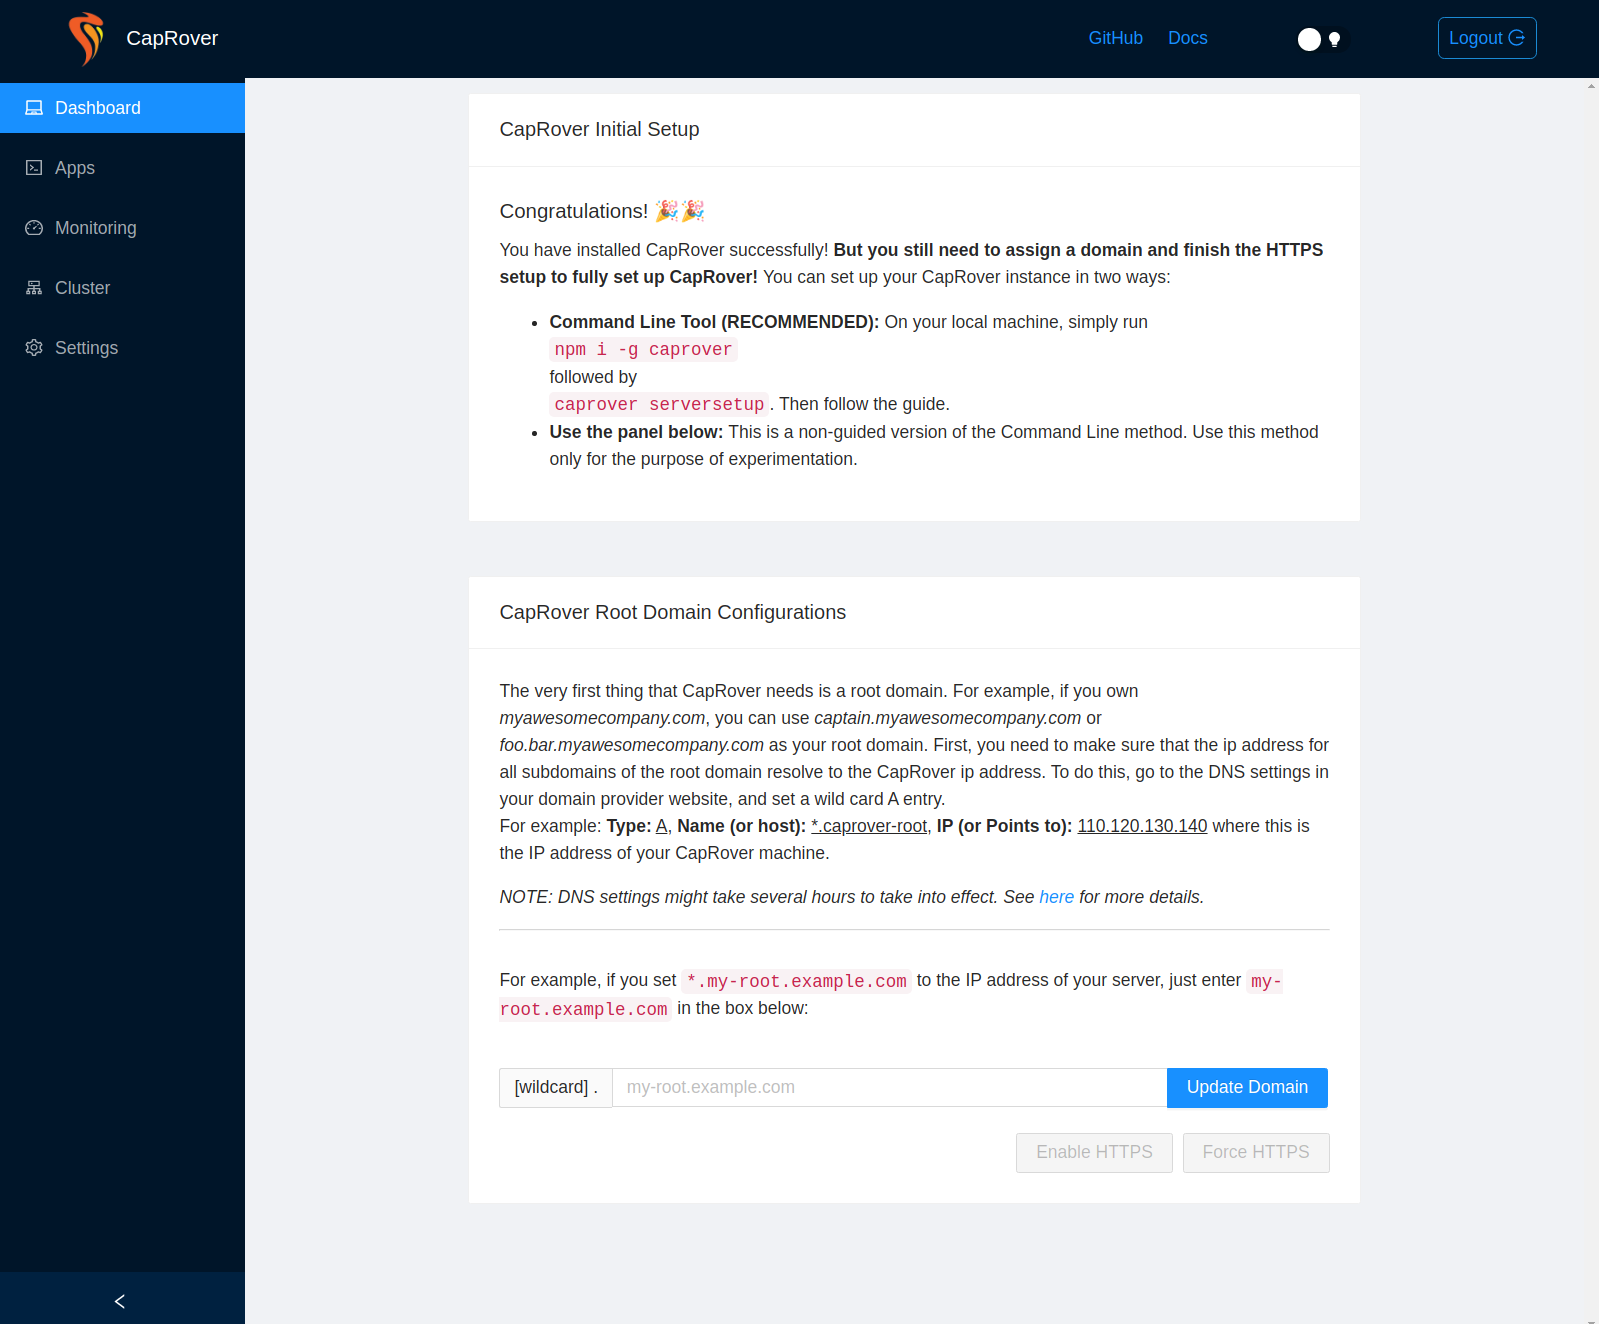 CapRover
GitHub
Docs
Logout
Dashboard
Apps
Monitoring
Cluster
Settings
CapRover Initial Setup
Congratulations! 🎉🎉
You have installed CapRover successfully! But you still need to assign a domain and finish the HTTPS
setup to fully set up CapRover! You can set up your CapRover instance in two ways:
• Command Line Tool (RECOMMENDED): On your local machine, simply run
npm i -g caprover
followed by
caprover serversetup. Then follow the guide.
• Use the panel below: This is a non-guided version of the Command Line method. Use this method
only for the purpose of experimentation.
CapRover Root Domain Configurations
The very first thing that CapRover needs is a root domain. For example, if you own
myawesomecompany.com, you can use captain.myawesomecompany.com or
foo.bar.myawesomecompany.com as your root domain. First, you need to make sure that the ip address for
all subdomains of the root domain resolve to the CapRover ip address. To do this, go to the DNS settings in
your domain provider website, and set a wild card A entry.
For example: Type: A, Name (or host): *.caprover-root, IP (or Points to): 110.120.130.140 where this is
the IP address of your CapRover machine.
NOTE: DNS settings might take several hours to take into effect. See here for more details.
For example, if you set *.my-root.example.com to the IP address of your server, just enter my-
root.example.com in the box below:
[wildcard] .
my-root.example.com
Update Domain
Enable HTTPS
Force HTTPS